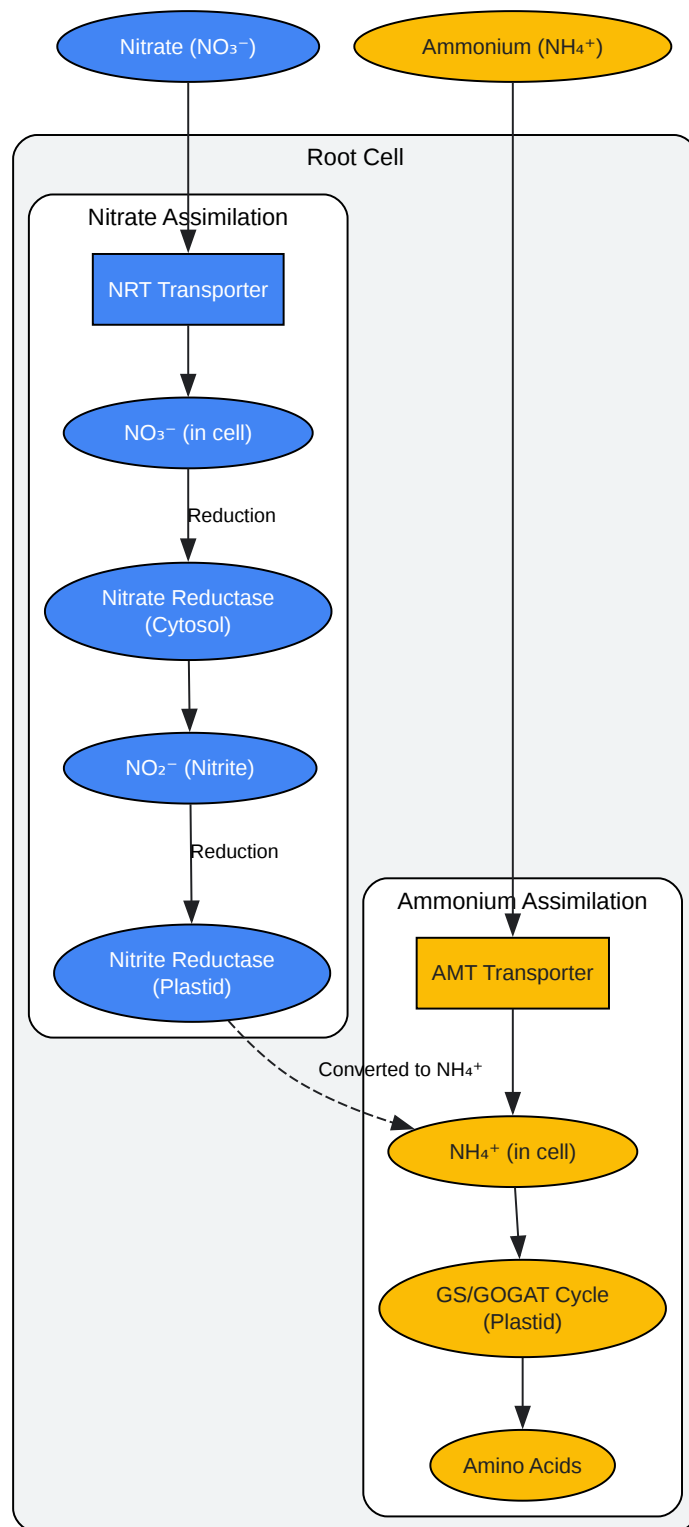 Nitrate (NO₃⁻)
Ammonium (NH₄⁺)
Root Cell
Nitrate Assimilation
NRT Transporter
NO₃⁻ (in cell)
Reduction
Nitrate Reductase
(Cytosol)
NO₂⁻ (Nitrite)
Reduction
Nitrite Reductase
(Plastid)
Ammonium Assimilation
AMT Transporter
Converted to NH₄⁺
NH₄⁺ (in cell)
GS/GOGAT Cycle
(Plastid)
Amino Acids